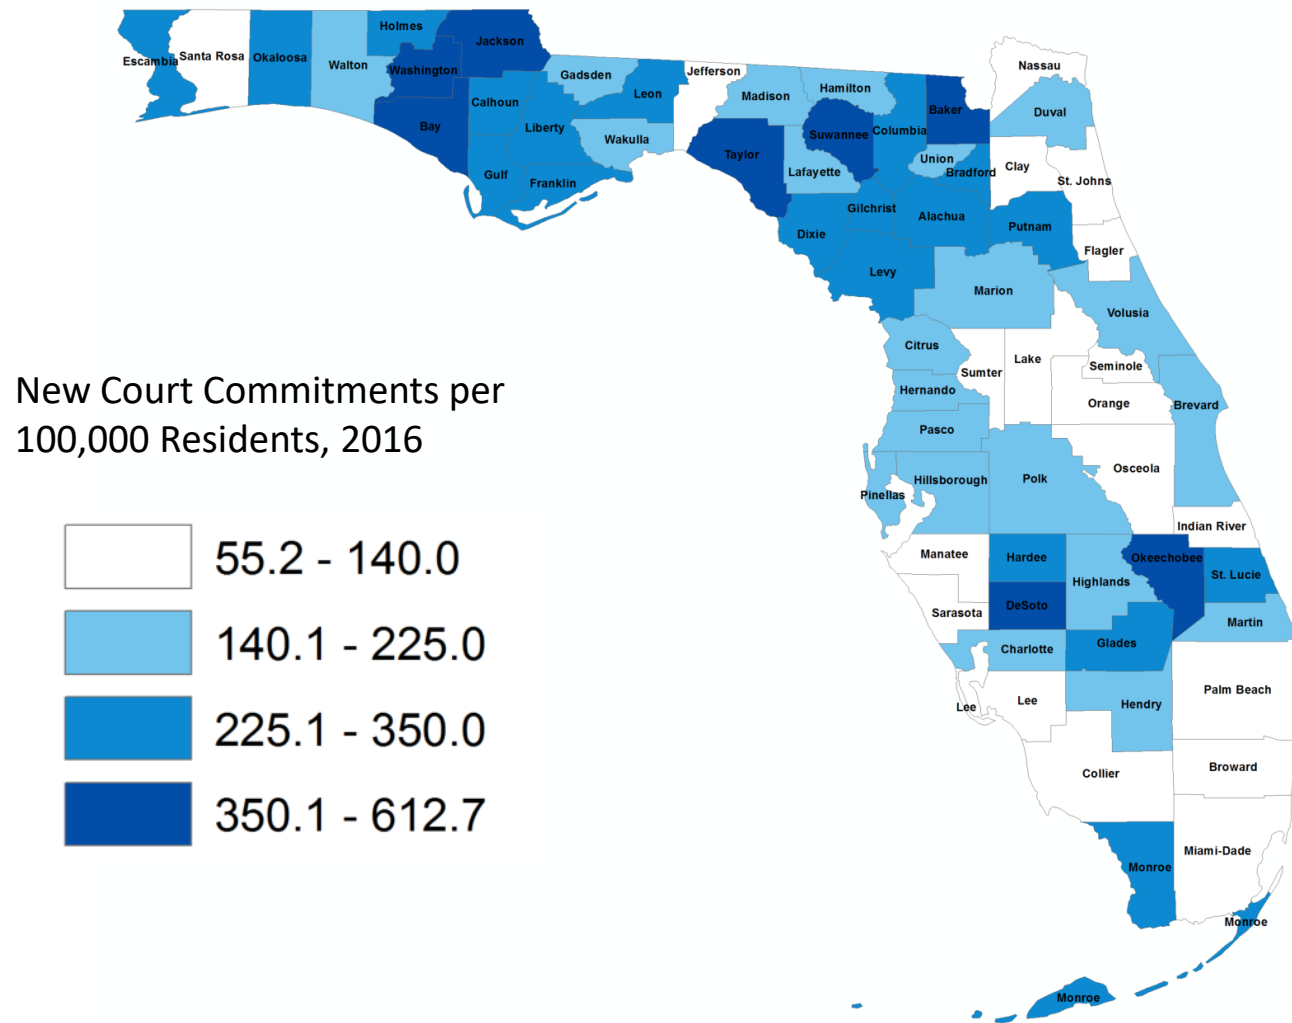 Holmes
Jackson
Nassau
Escambia
Santa Rosa
Okaloosa
Walton
Washington
Gadsden
Jefferson
Leon
Madison
Hamilton
Calhoun
Baker
Duval
Bay
Liberty
Wakulla
Suwannee
Columbia
Taylor
Union
Clay
Lafayette
Bradford
Gulf
Franklin
St. Johns
Gilchrist
Alachua
Putnam
Dixie
Flagler
Levy
Marion
Volusia
Citrus
Lake
Sumter
Seminole
Hernando
Orange
Brevard
New Court Commitments per
100,000 Residents, 2016
Pasco
Osceola
Polk
Hillsborough
Pinellas
Indian River
55.2 - 140.0
Manatee
Hardee
Okeechobee
St. Lucie
Highlands
DeSoto
Sarasota
Martin
140.1 - 225.0
Charlotte
Glades
Palm Beach
Lee
Lee
Hendry
225.1 - 350.0
Collier
Broward
350.1 - 612.7
Miami-Dade
Monroe
Monroe
Monroe